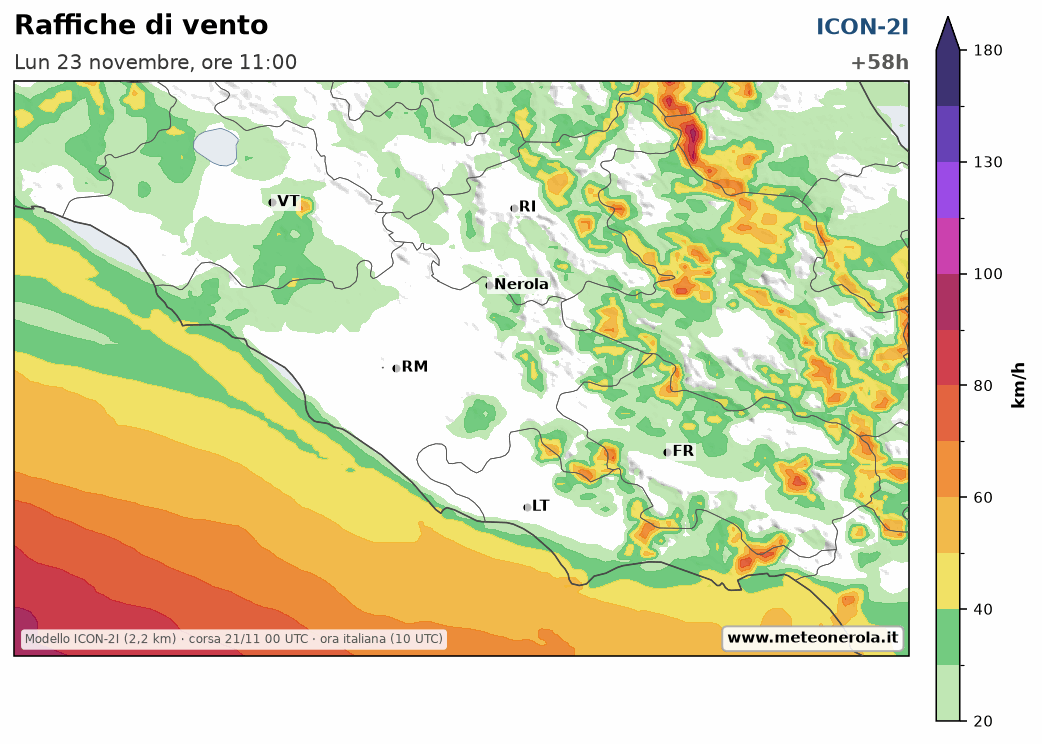 Raffiche di vento
ICON-2I
Lun 23 novembre, ore 11:00
+58h
180
130
100
80
60
40
20
km/h
VT
RI
Nerola
RM
FR
LT
Modello ICON-2I (2,2 km) · corsa 21/11 00 UTC · ora italiana (10 UTC)
www.meteonerola.it